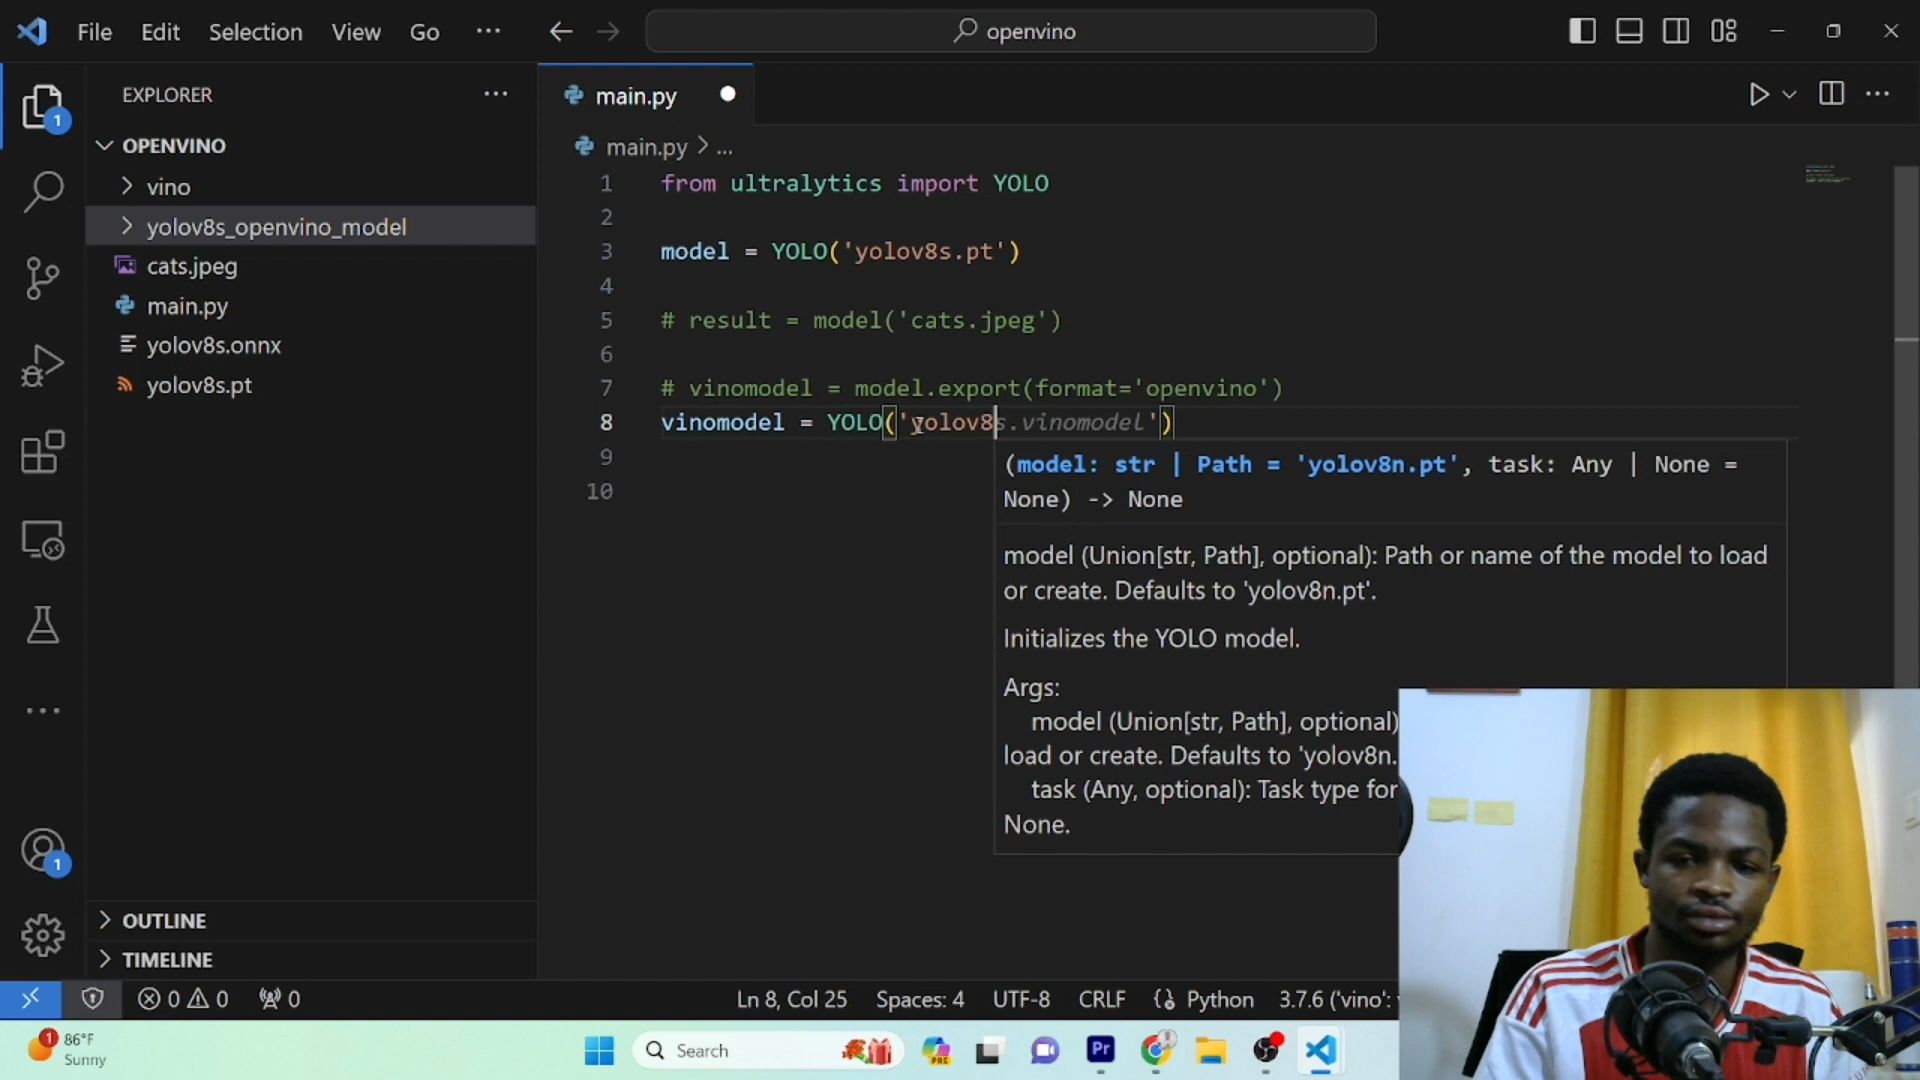 File Edit Selection View Go ··· openvino
EXPLORER ···
OPENVINO
vino
yolov8s_openvino_model
cats.jpeg
main.py
yolov8s.onnx
yolov8s.pt
OUTLINE
TIMELINE
1
1
main.py
main.py > ...
1 from ultralytics import YOLO
2
3 model = YOLO('yolov8s.pt')
4
5 # result = model('cats.jpeg')
6
7 # vinomodel = model.export(format='openvino')
8 vinomodel = YOLO('yolov8s.vinomodel')
9
10
(model: str | Path = 'yolov8n.pt', task: Any | None =
None) -> None
model (Union[str, Path], optional): Path or name of the model to load
or create. Defaults to 'yolov8n.pt'.
Initializes the YOLO model.
Args:
model (Union[str, Path], optional)
load or create. Defaults to 'yolov8n.
task (Any, optional): Task type for
None.
0 0 0 Ln 8, Col 25 Spaces: 4 UTF-8 CRLF Python 3.7.6 ('vino':
1 86°F
Sunny
Search
PRE
Pr